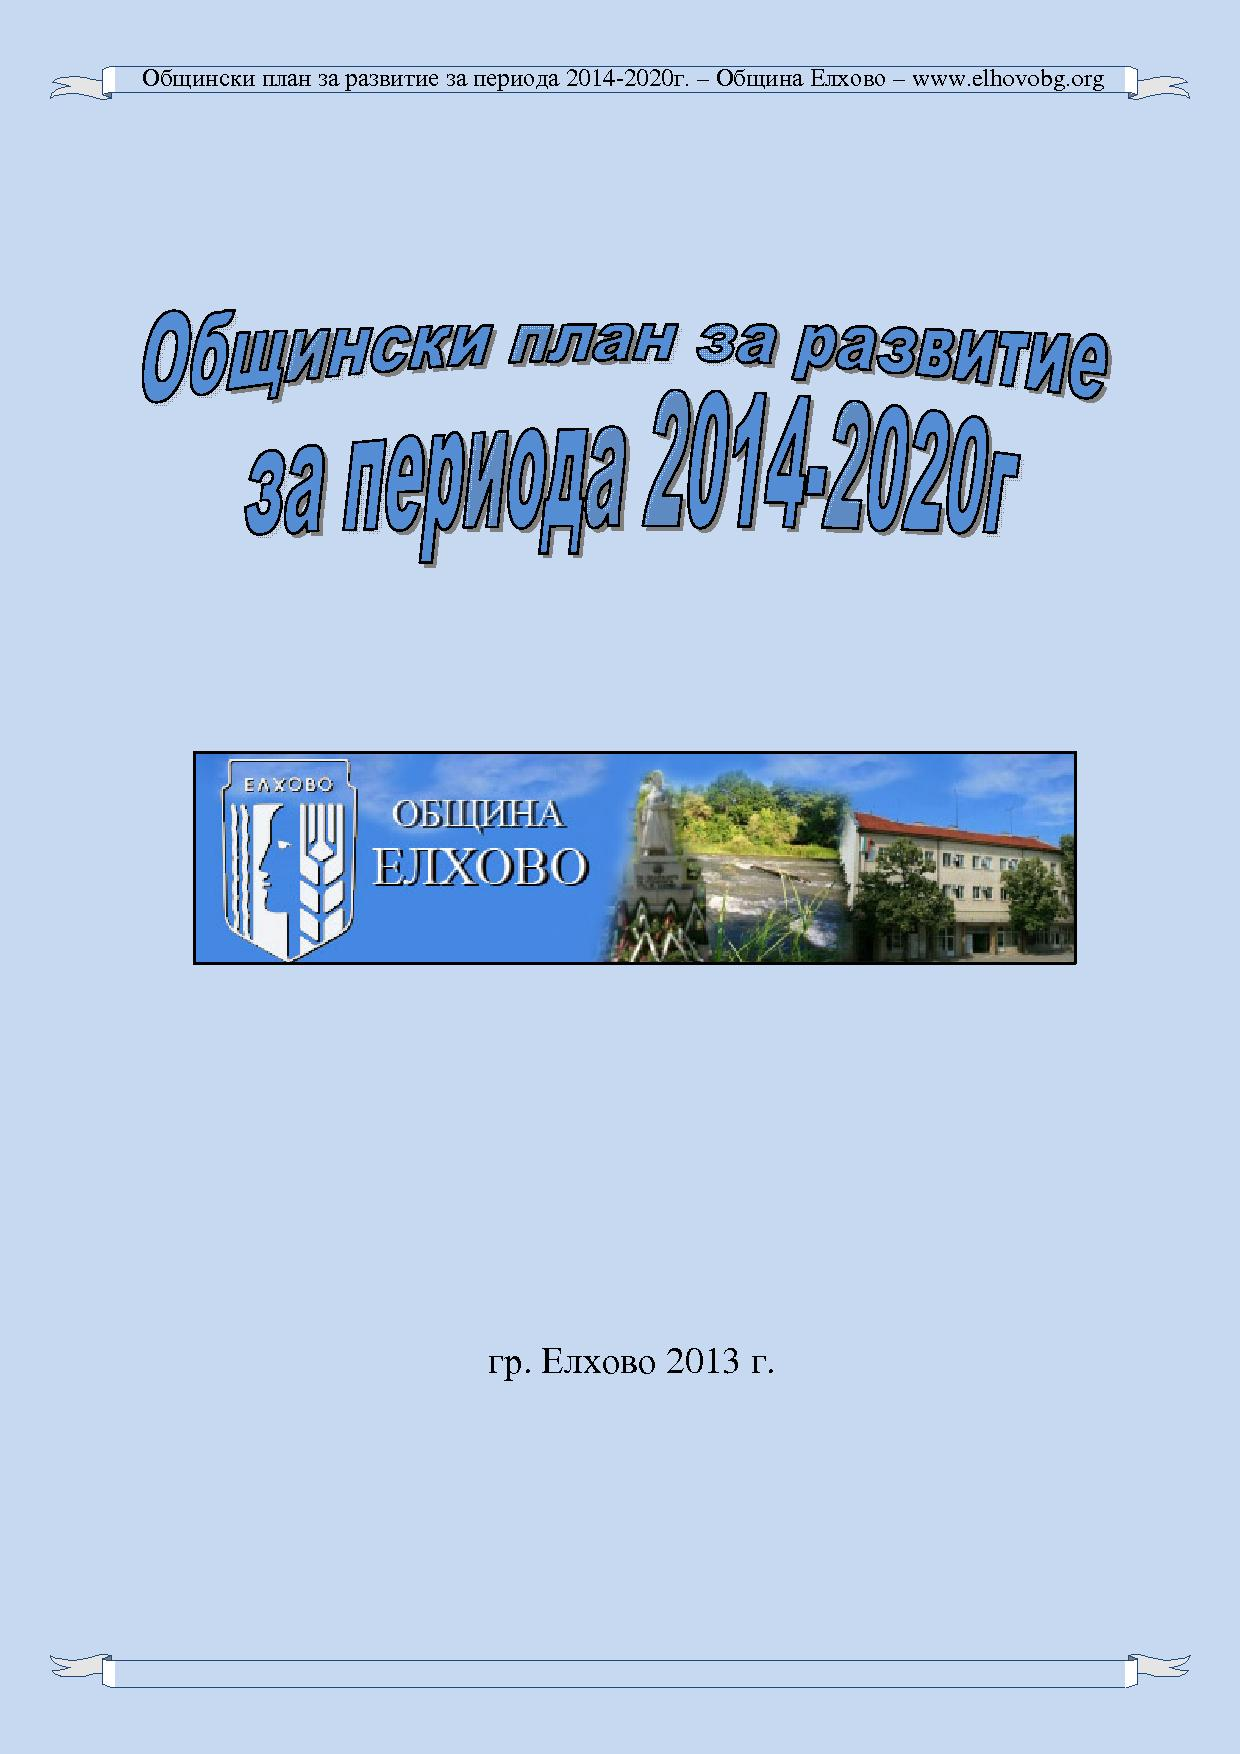 Общински план за развитие за периода 2014-2020г. – Община Елхово – www.elhovobg.org
Общински план за развитие
за периода 2014-2020г
ЕЛХОВО
ОБЩИНА
ЕЛХОВО
гр. Елхово 2013 г.